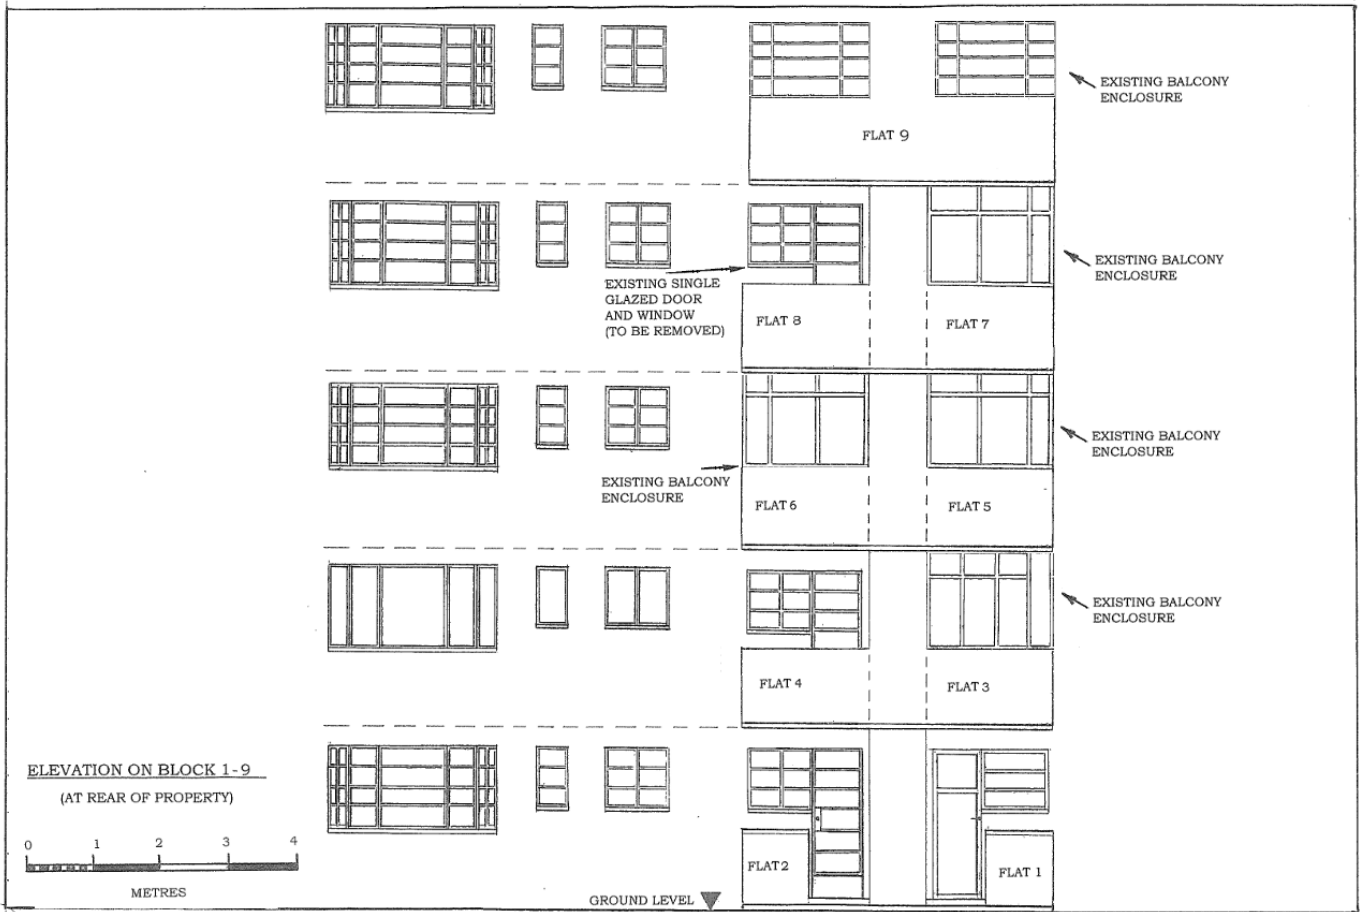 EXISTING BALCONY
ENCLOSURE
FLAT 9
EXISTING BALCONY
ENCLOSURE
EXISTING SINGLE
GLAZED DOOR
AND WINDOW
(TO BE REMOVED)
FLAT 8
FLAT 7
EXISTING BALCONY
ENCLOSURE
EXISTING BALCONY
ENCLOSURE
FLAT 6
FLAT 5
EXISTING BALCONY
ENCLOSURE
FLAT 4
FLAT 3
ELEVATION ON BLOCK 1-9
(AT REAR OF PROPERTY)
0 1 2 3 4
METRES
FLAT 2
FLAT 1
GROUND LEVEL